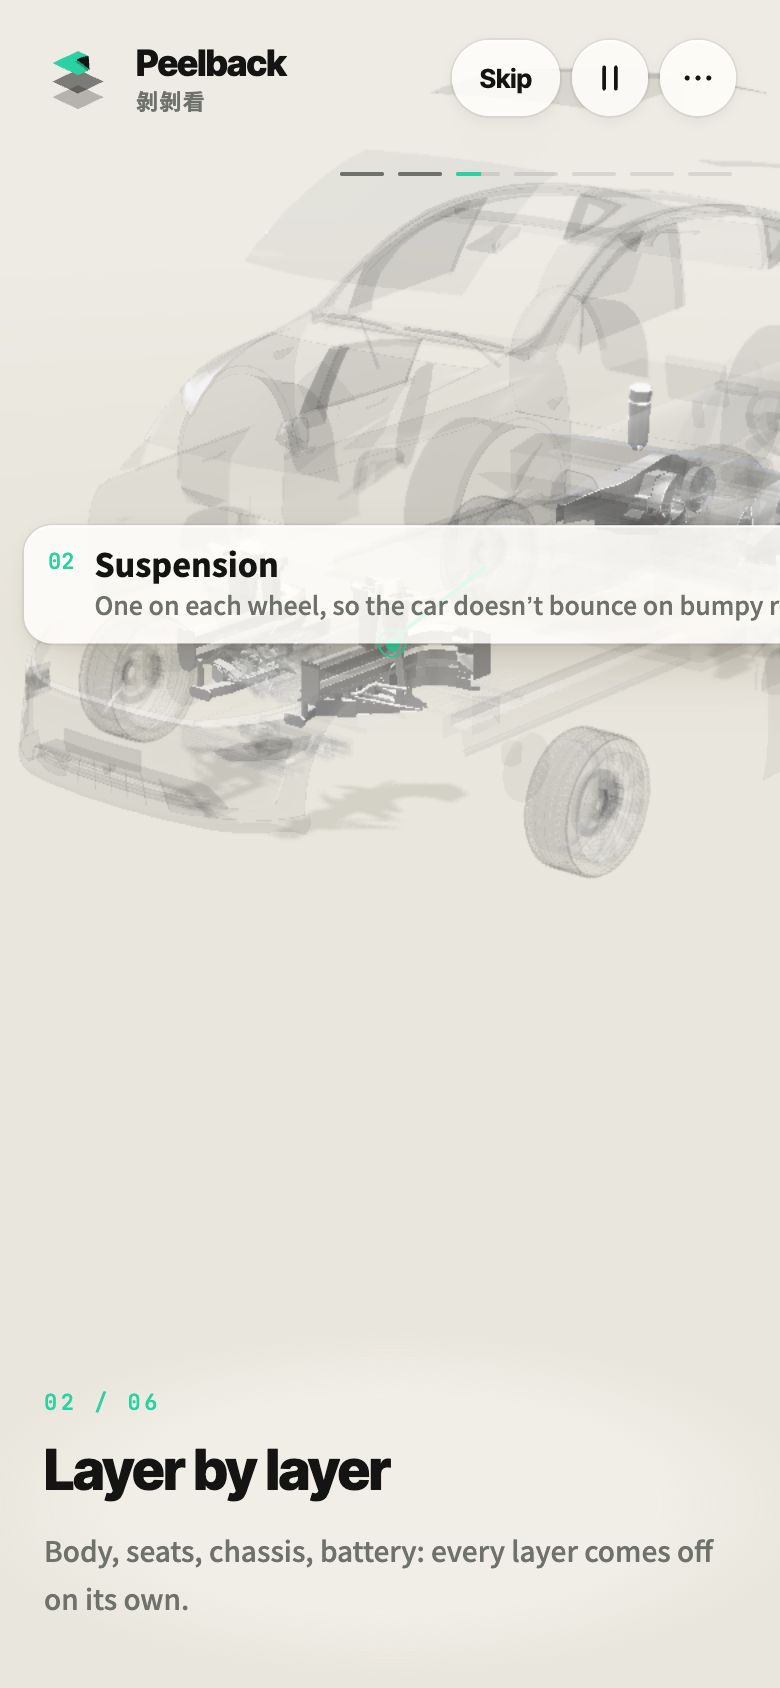 Peelback
剝剝看
Skip
02 Suspension
One on each wheel, so the car doesn’t bounce on bumpy r
02 / 06
Layer by layer
Body, seats, chassis, battery: every layer comes off
on its own.